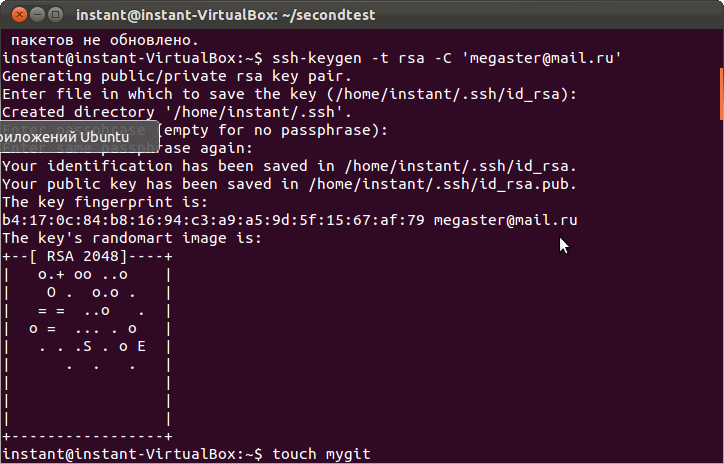 instant@instant-VirtualBox: ~/secondtest
пакетов не обновлено.
instant@instant-VirtualBox:~$ ssh-keygen -t rsa -C 'megaster@mail.ru'
Generating public/private rsa key pair.
Enter file in which to save the key (/home/instant/.ssh/id_rsa):
Created directory '/home/instant/.ssh'.
Enter passphrase (empty for no passphrase):
риложений Ubuntu
Enter same passphrase again:
Your identification has been saved in /home/instant/.ssh/id_rsa.
Your public key has been saved in /home/instant/.ssh/id_rsa.pub.
The key fingerprint is:
b4:17:0c:84:b8:16:94:c3:a9:a5:9d:5f:15:67:af:79 megaster@mail.ru
The key's randomart image is:
+--[ RSA 2048]----+
|   o.+ oo ..o    |
|    O .  o.o .   |
|   = =  ..o   .  |
|  o =  ... . o   |
|   . . .S . o E  |
|      .  .   .   |
|                 |
|                 |
|                 |
+-----------------+
instant@instant-VirtualBox:~$ touch mygit